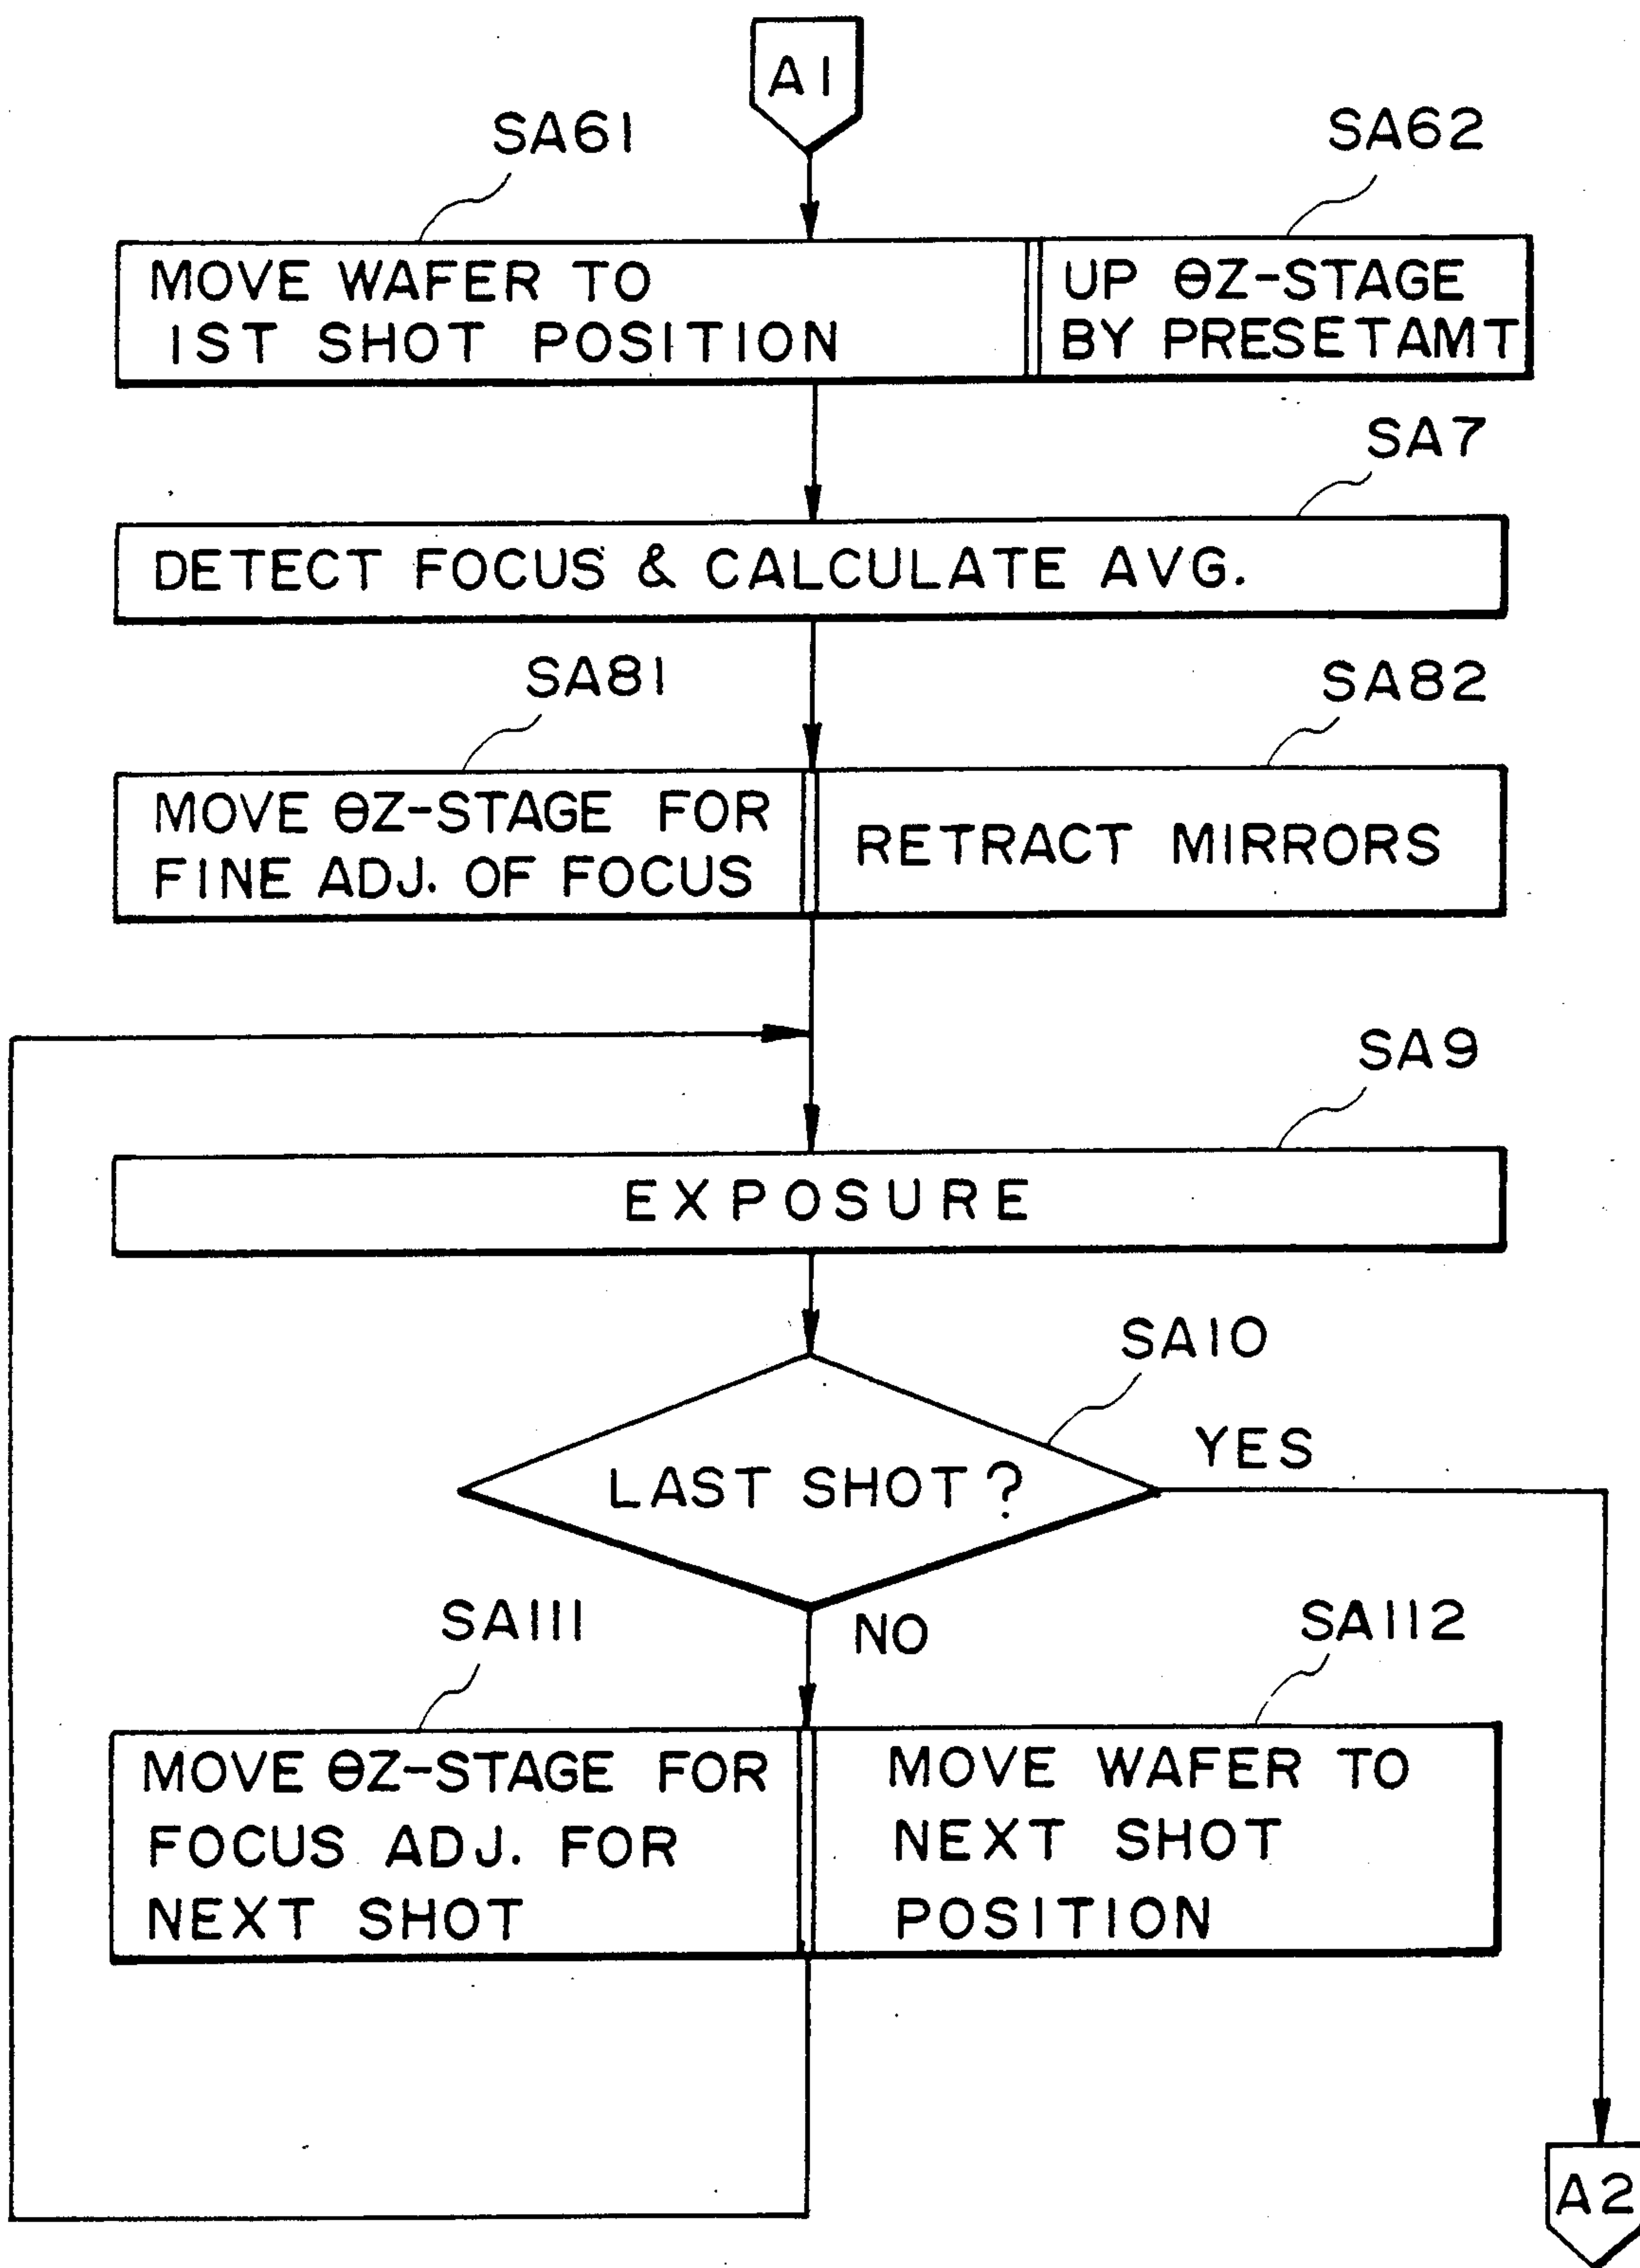 A1
SA61
SA62
MOVE WAFER TO
1ST SHOT POSITION
UP θZ-STAGE
BY PRESETAMT
SA7
DETECT FOCUS & CALCULATE AVG.
SA81
SA82
MOVE θZ-STAGE FOR
FINE ADJ. OF FOCUS
RETRACT MIRRORS
SA9
EXPOSURE
SA10
YES
LAST SHOT?
NO
SA111
SA112
MOVE θZ-STAGE FOR
FOCUS ADJ. FOR
NEXT SHOT
MOVE WAFER TO
NEXT SHOT
POSITION
A2